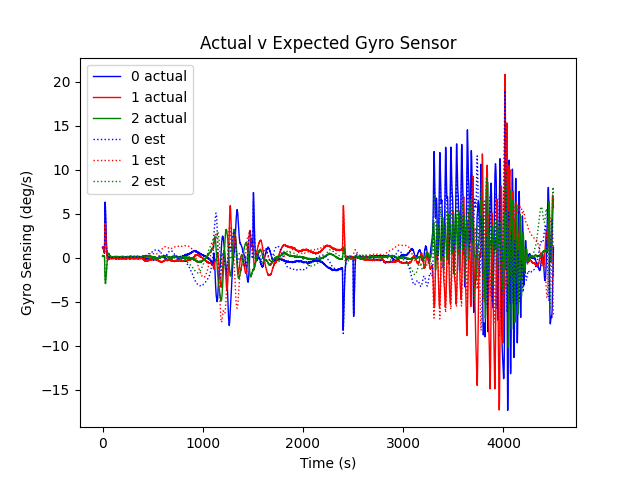 Actual v Expected Gyro Sensor
Gyro Sensing (deg/s)
20
15
10
5
0
−5
−10
−15
0 actual
1 actual
2 actual
0 est
1 est
2 est
0 1000 2000 3000 4000
Time (s)